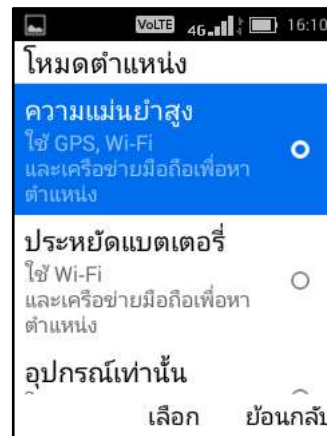 VoLTE 4G 16:10
โหมดตำแหน่ง
ความแม่นยำสูง
ใช้ GPS, Wi-Fi
และเครือข่ายมือถือเพื่อหา
ตำแหน่ง
ประหยัดแบตเตอรี่
ใช้ Wi-Fi
และเครือข่ายมือถือเพื่อหา
ตำแหน่ง
อุปกรณ์เท่านั้น
เลือก ย้อนกลับ